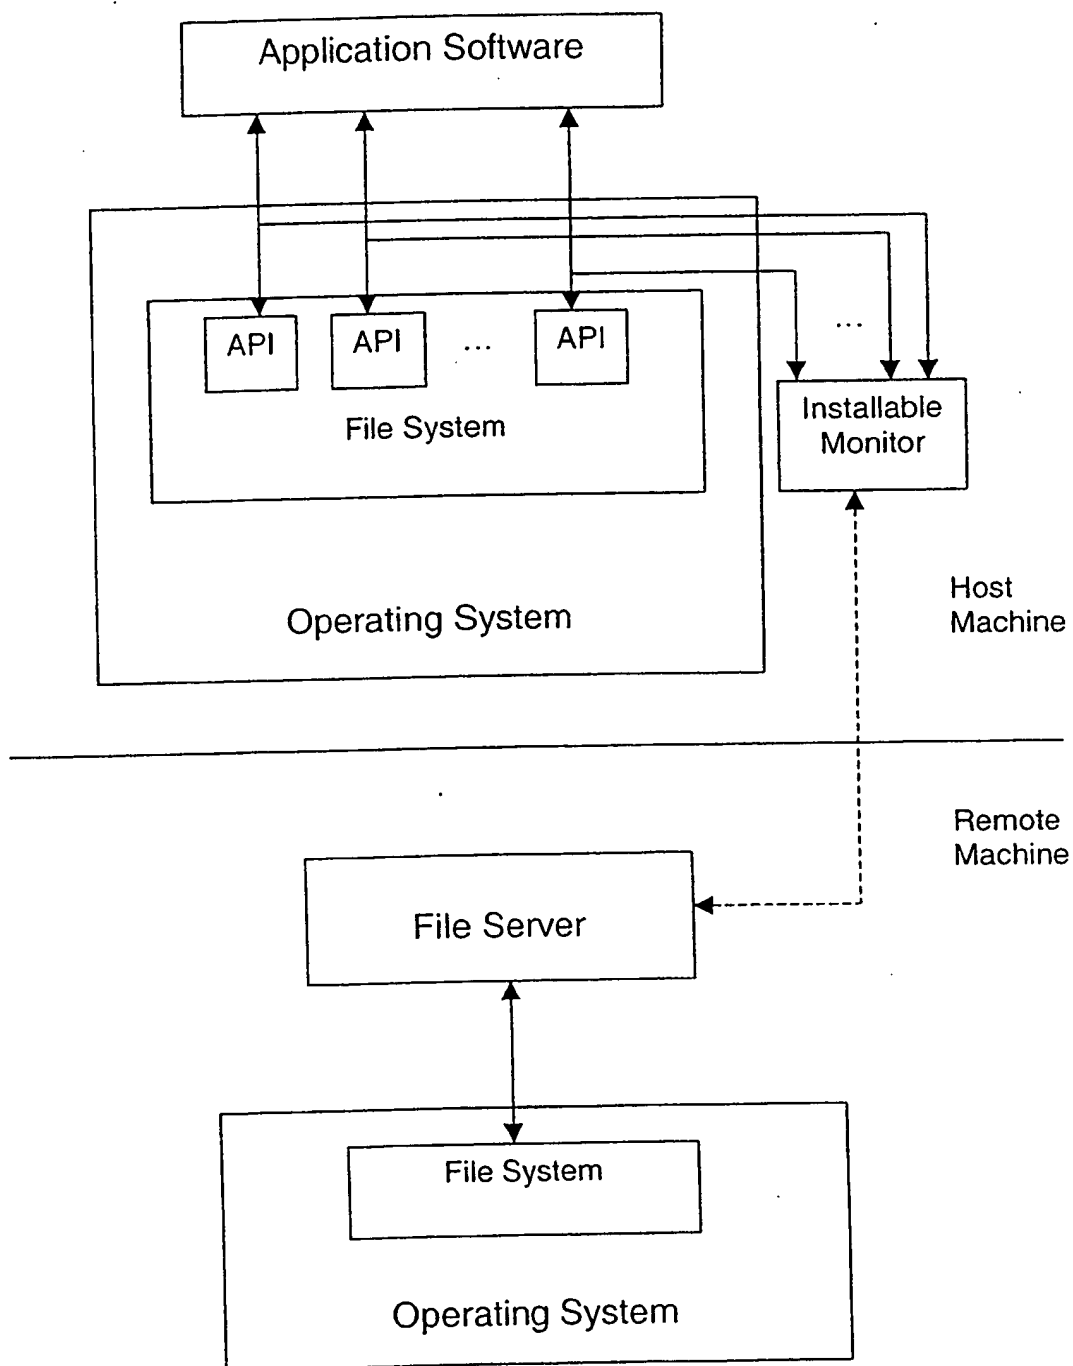 Application Software
API
API
...
API
...
File System
Installable
Monitor
Operating System
Host
Machine
Remote
Machine
File Server
File System
Operating System